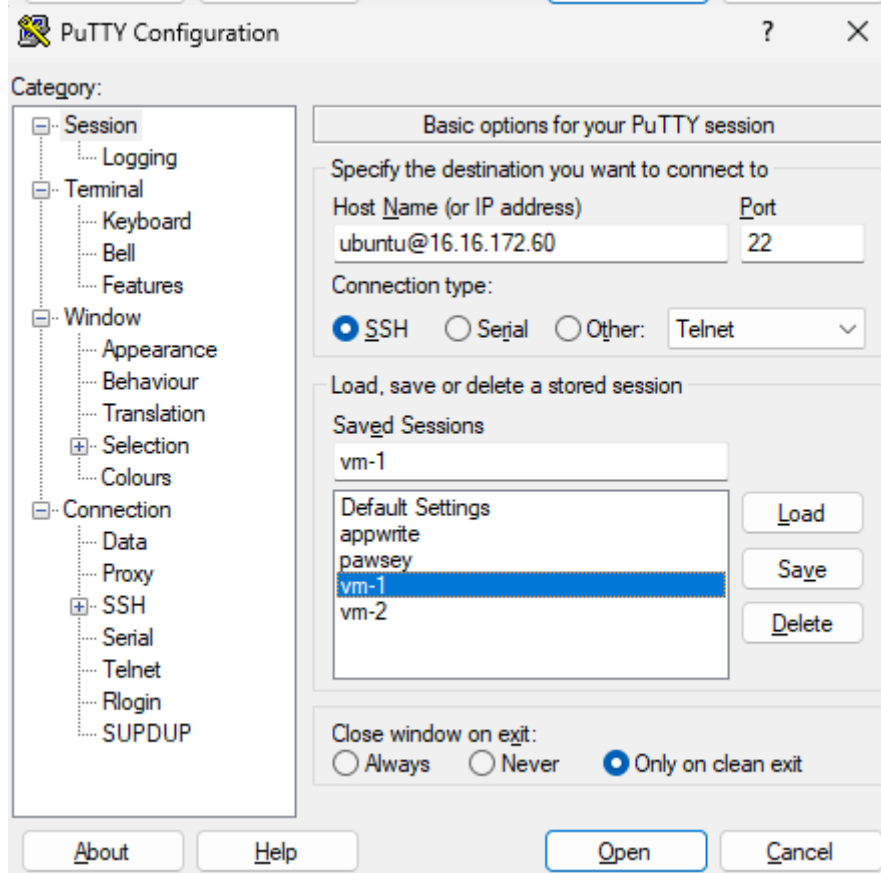 PuTTY Configuration
?
Category:
Session
Logging
Terminal
Keyboard
Bell
Features
Window
Appearance
Behaviour
Translation
Selection
Colours
Connection
Data
Proxy
SSH
Serial
Telnet
Rlogin
SUPDUP
Basic options for your PuTTY session
Specify the destination you want to connect to
Host Name (or IP address) Port
ubuntu@16.16.172.60 22
Connection type:
SSH Serial Other: Telnet
Load, save or delete a stored session
Saved Sessions
vm-1
Default Settings
appwrite
pawsey
vm-1
vm-2
Load
Save
Delete
Close window on exit:
Always Never Only on clean exit
About Help Open Cancel